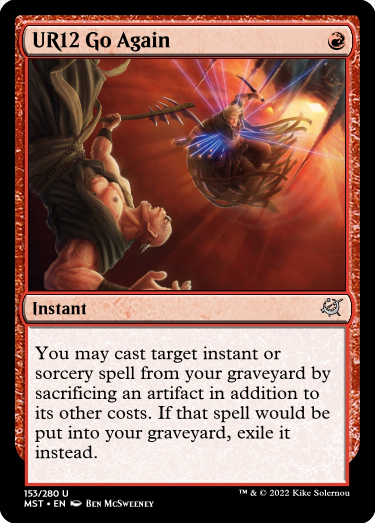 UR12 Go Again
Instant
You may cast target instant or
sorcery spell from your graveyard by
sacrificing an artifact in addition to
its other costs. If that spell would be
put into your graveyard, exile it
instead.
153/280 U
MST • EN Ben McSweeney
™ & © 2022 Kike Solernou